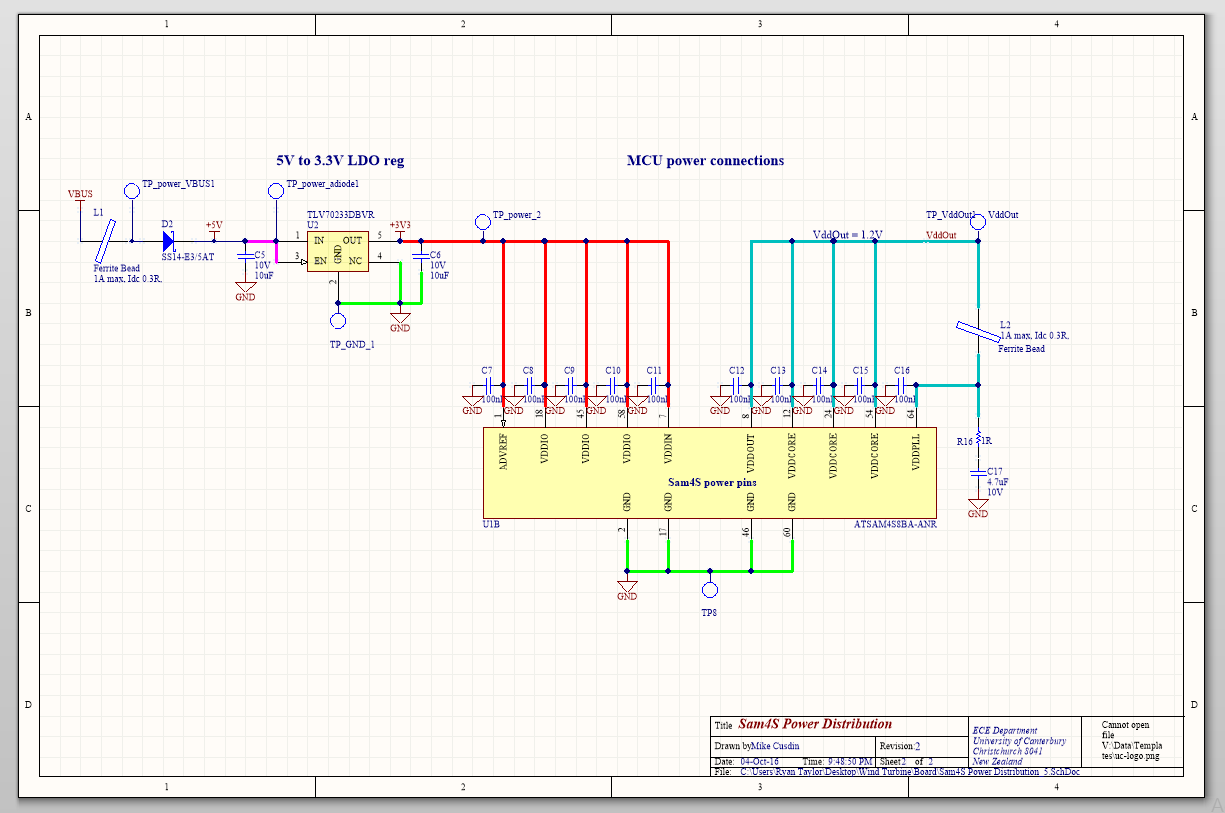 1 2 3 4
A A
5V to 3.3V LDO reg MCU power connections
TP_power_VBUS1 TP_power_adiode1
VBUS
L1
TLV70233DBVR
U2
TP_power_2
TP_VddOut1 VddOut
D2 +5V +3V3
VddOut = 1.2V VddOut
1 IN OUT 5
GND
3 EN NC 4
2
SS14-E3/5AT
C5
10V
10uF
C6
10V
10uF
Ferrite Bead
1A max, Idc 0.3R,
GND
GND
TP_GND_1
B B
L2
1A max, Idc 0.3R,
Ferrite Bead
C7 C8 C9 C10 C11 C12 C13 C14 C15 C16
100nF 100nF 100nF 100nF 100nF 100nF 100nF 100nF 100nF 100nF
GND GND GND GND GND GND GND GND GND GND
1 18 45 58 7 8 12 24 54 64
ADVREF VDDIO VDDIO VDDIO VDDIN VDDOUT VDDCORE VDDCORE VDDCORE VDDPLL
R16 1R
C17
4.7uF
10V
GND
Sam4S power pins
GND GND GND GND
C C
U1B ATSAM4S8BA-ANR
2 17 46 60
GND
TP8
D D
Title Sam4S Power Distribution
Drawn by Mike Cusdin Revision: 2
Date: 04-Oct-16 Time: 9:48:50 PM Sheet 2 of 2
File: C:\Users\Ryan Taylor\Desktop\Wind Turbine\Board\Sam4S Power Distribution_5.SchDoc
ECE Department
University of Canterbury
Christchurch 8041
New Zealand
Cannot open
file
V:\Data\Templa
tes\uc-logo.png
1 2 3 4
A